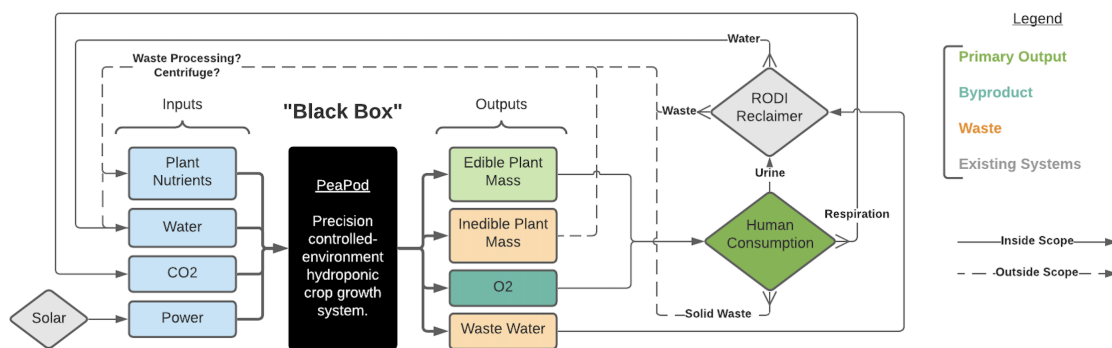 Water
Legend
Waste Processing?
Centrifuge?
Inputs
"Black Box"
Outputs
Primary Output
Byproduct
Waste
Existing Systems
RODI
Reclaimer
Waste
Plant
Nutrients
Water
CO2
Power
Solar
PeaPod
Precision
controlled-
environment
hydroponic
crop growth
system.
Edible Plant
Mass
Inedible Plant
Mass
O2
Waste Water
Urine
Human
Consumption
Respiration
Solid Waste
Inside Scope
Outside Scope